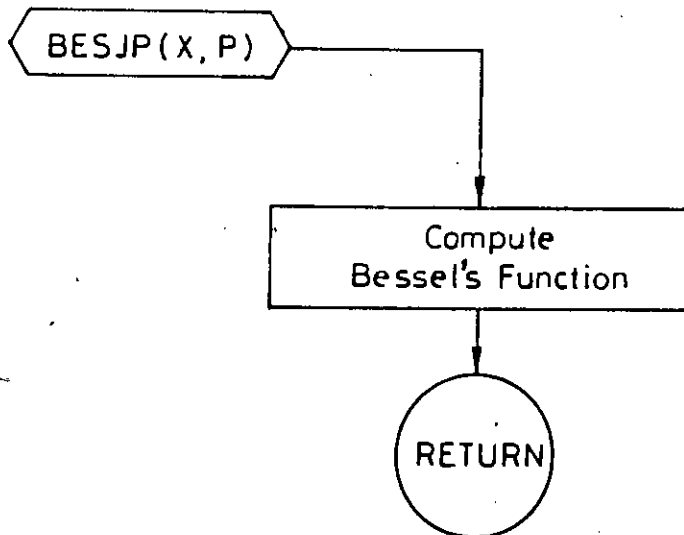 BESJP(X, P)
Compute
Bessel's Function
RETURN